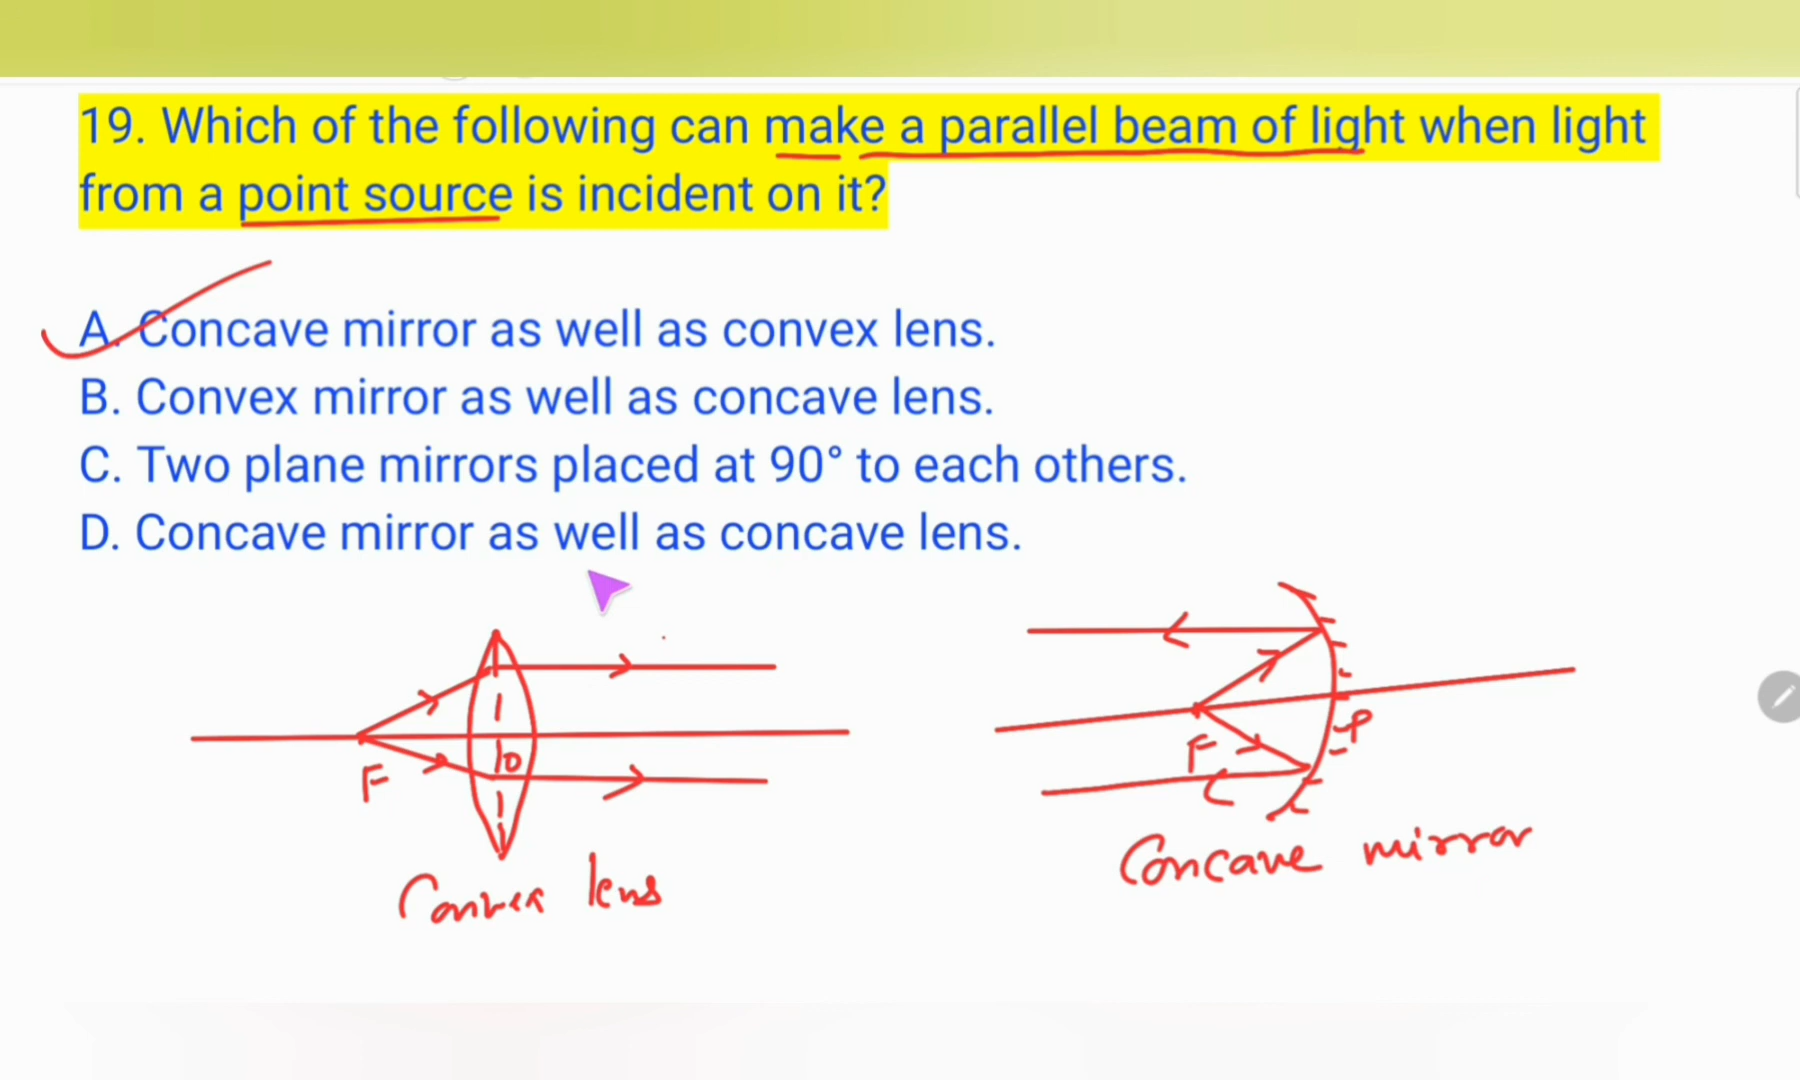 19. Which of the following can make a parallel beam of light when light
from a point source is incident on it?
A. Concave mirror as well as convex lens.
B. Convex mirror as well as concave lens.
C. Two plane mirrors placed at 90° to each others.
D. Concave mirror as well as concave lens.
F
O
Convex lens
F
P
Concave mirror